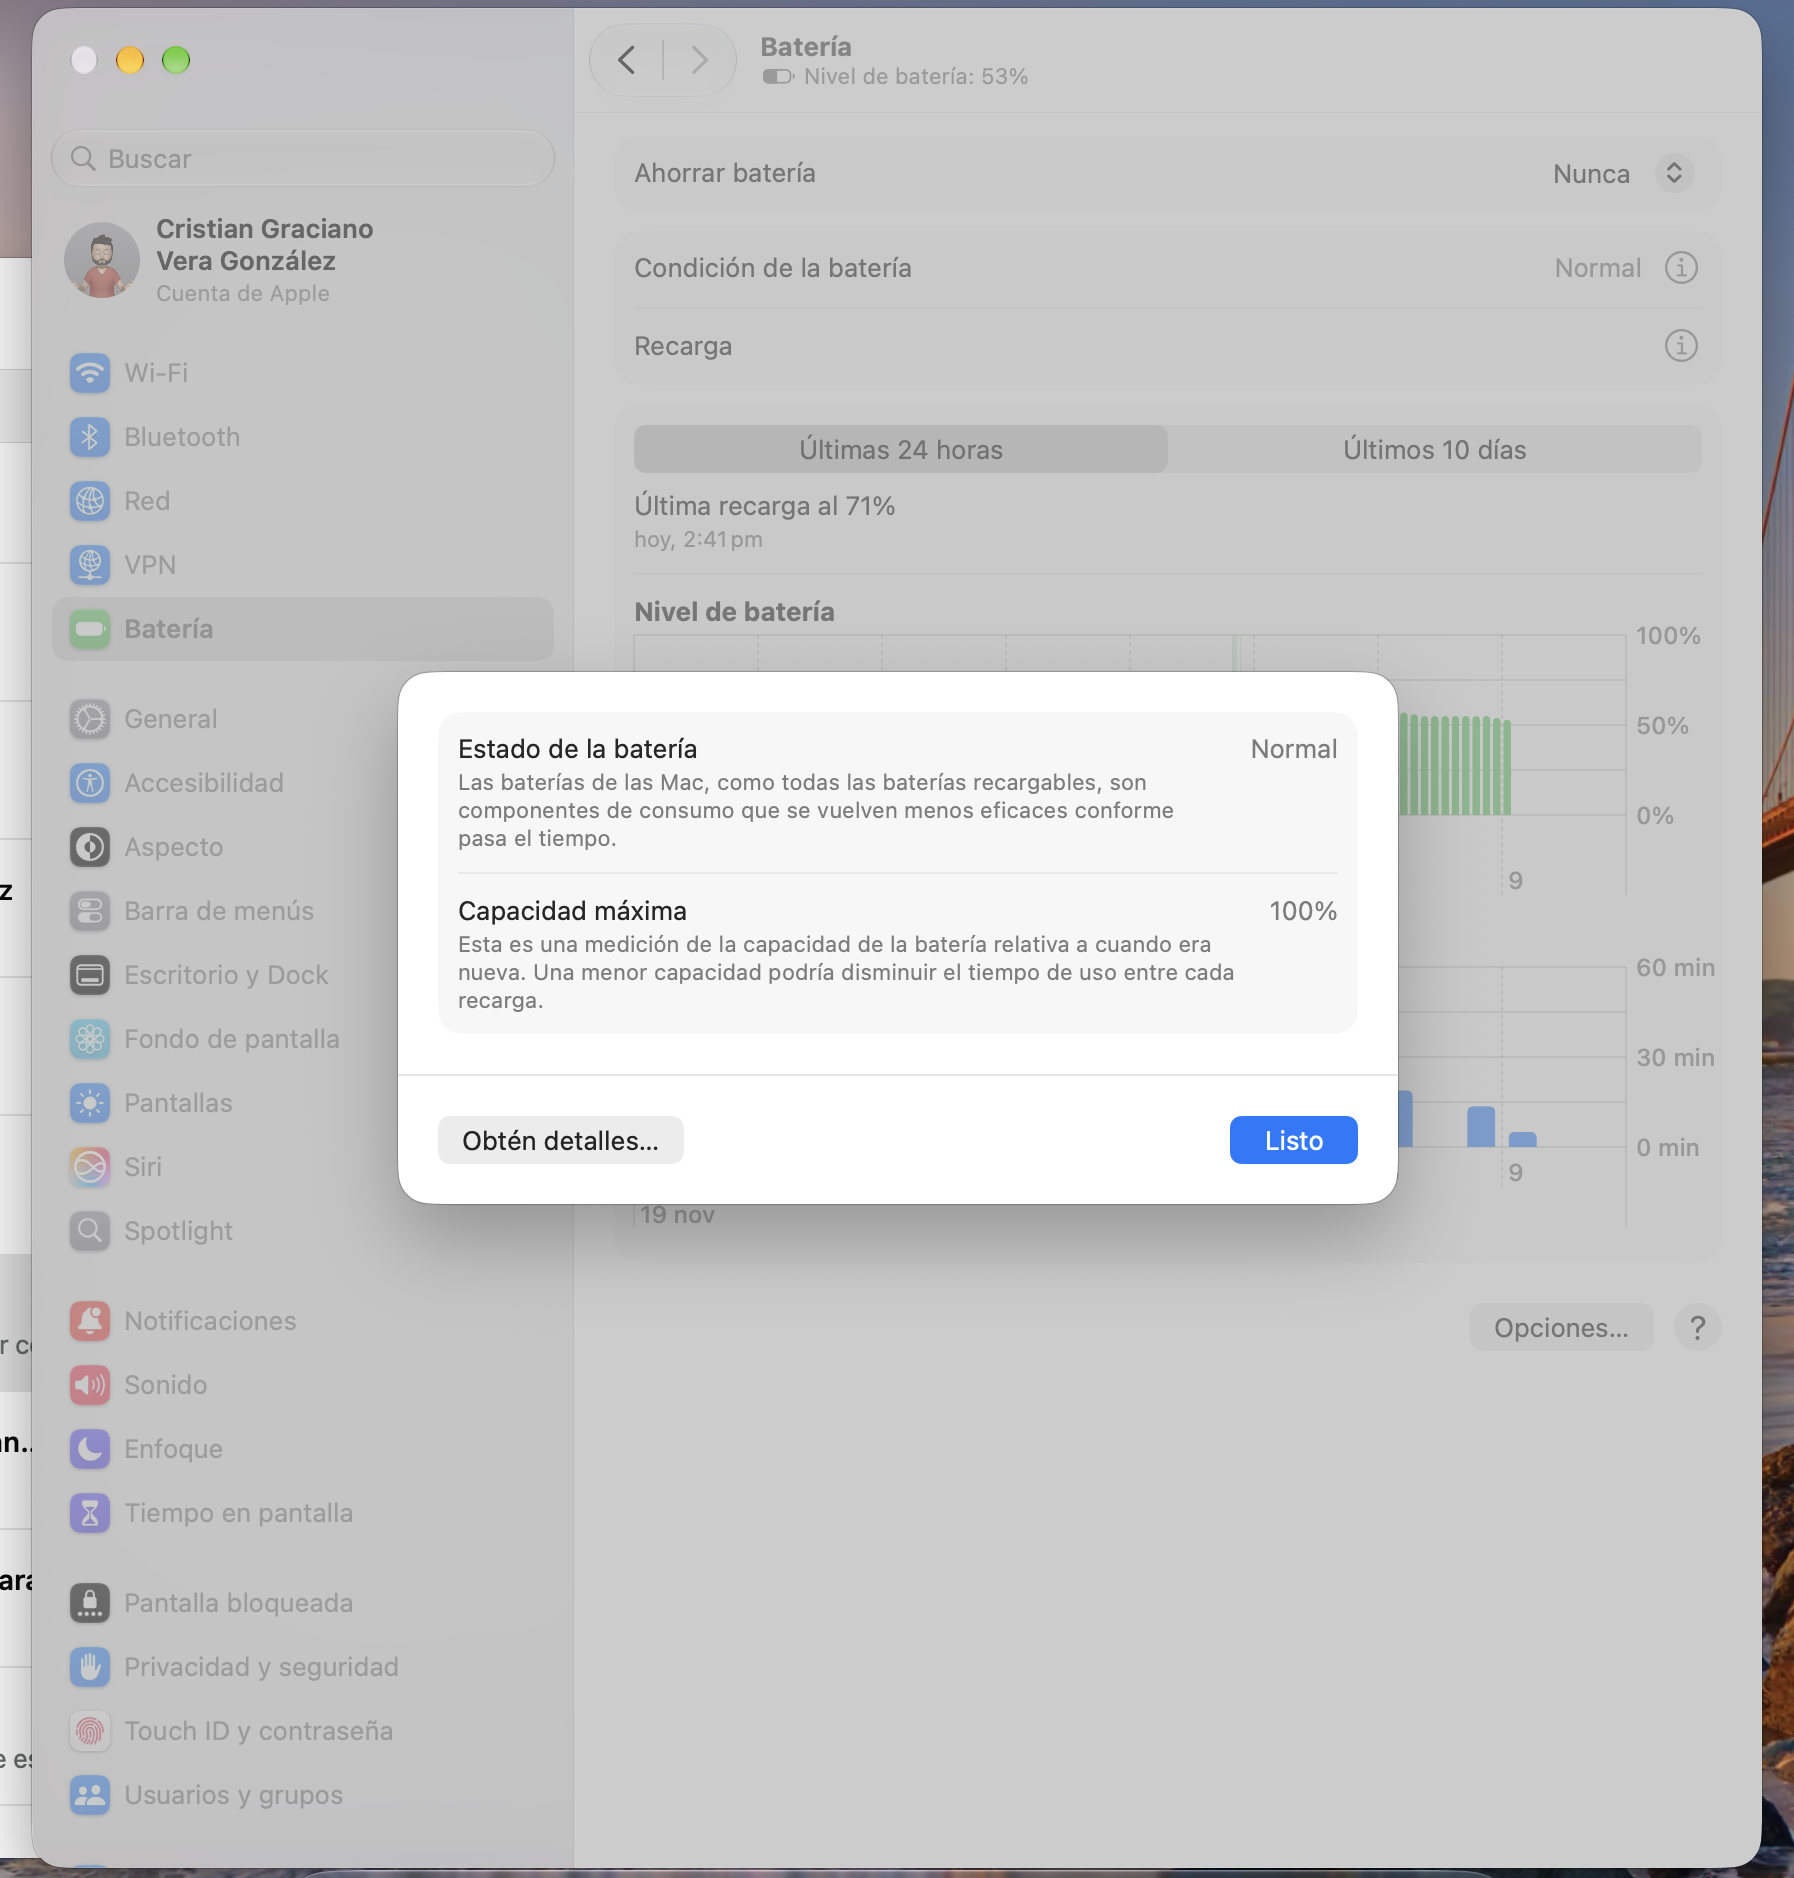 Batería
Nivel de batería: 53%
Buscar
Cristian Graciano
Vera González
Cuenta de Apple
Wi-Fi
Bluetooth
Red
VPN
Batería
General
Accesibilidad
Aspecto
Barra de menús
Escritorio y Dock
Fondo de pantalla
Pantallas
Siri
Spotlight
Notificaciones
Sonido
Enfoque
Tiempo en pantalla
Pantalla bloqueada
Privacidad y seguridad
Touch ID y contraseña
Usuarios y grupos
Ahorrar batería
Nunca
Condición de la batería
Normal
Recarga
Últimas 24 horas
Últimos 10 días
Última recarga al 71%
hoy, 2:41 pm
Nivel de batería
100%
50%
0%
9
60 min
30 min
0 min
9
19 nov
Estado de la batería
Normal
Las baterías de las Mac, como todas las baterías recargables, son
componentes de consumo que se vuelven menos eficaces conforme
pasa el tiempo.
Capacidad máxima
100%
Esta es una medición de la capacidad de la batería relativa a cuando era
nueva. Una menor capacidad podría disminuir el tiempo de uso entre cada
recarga.
Obtén detalles...
Listo
Opciones...
?